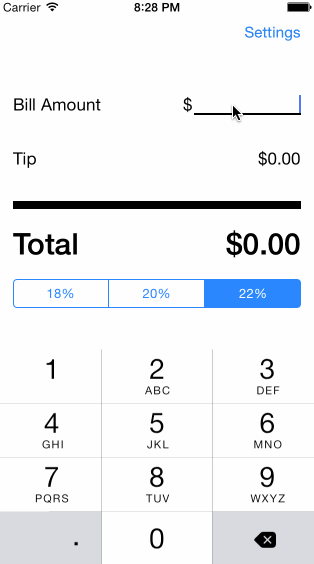 Carrier 8:28 PM
Settings
Bill Amount $
Tip $0.00
Total $0.00
18% 20% 22%
1 2 3
ABC DEF
4 5 6
GHI JKL MNO
7 8 9
PQRS TUV WXYZ
. 0